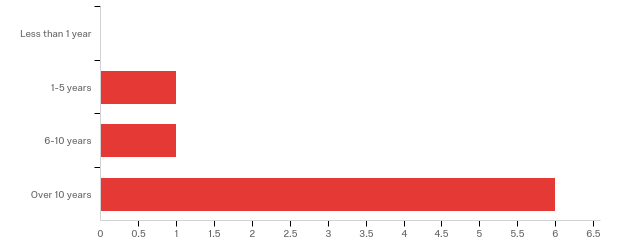 Less than 1 year
1-5 years
6-10 years
Over 10 years
0 0.5 1 1.5 2 2.5 3 3.5 4 4.5 5 5.5 6 6.5